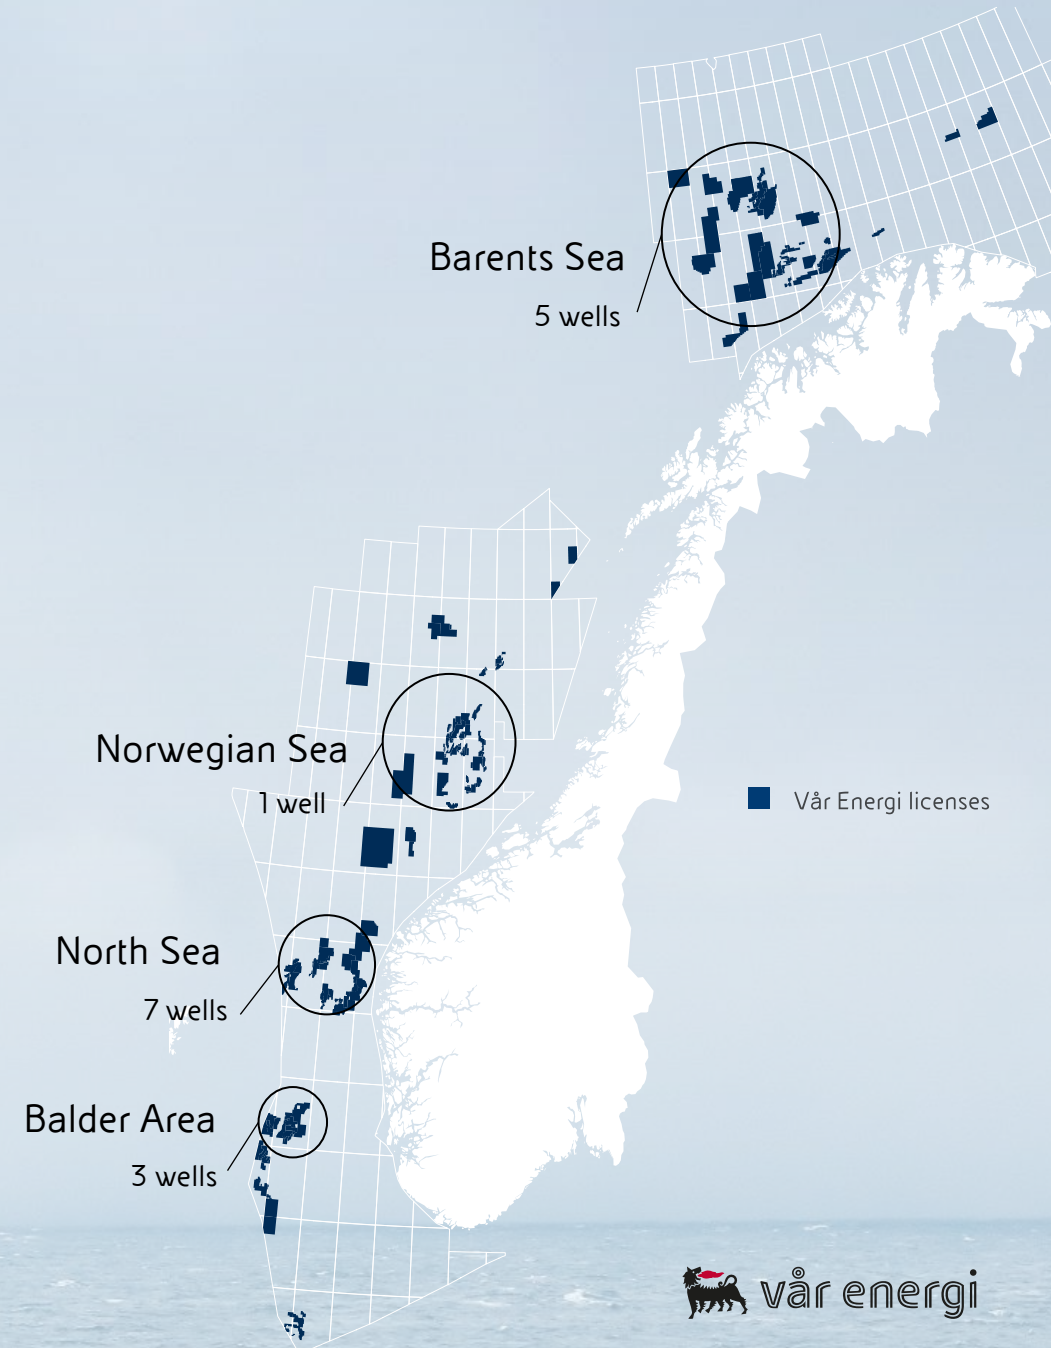 Barents Sea
5 wells
Norwegian Sea
1 well
Vår Energi licenses
North Sea
7 wells
Balder Area
3 wells
vår energi